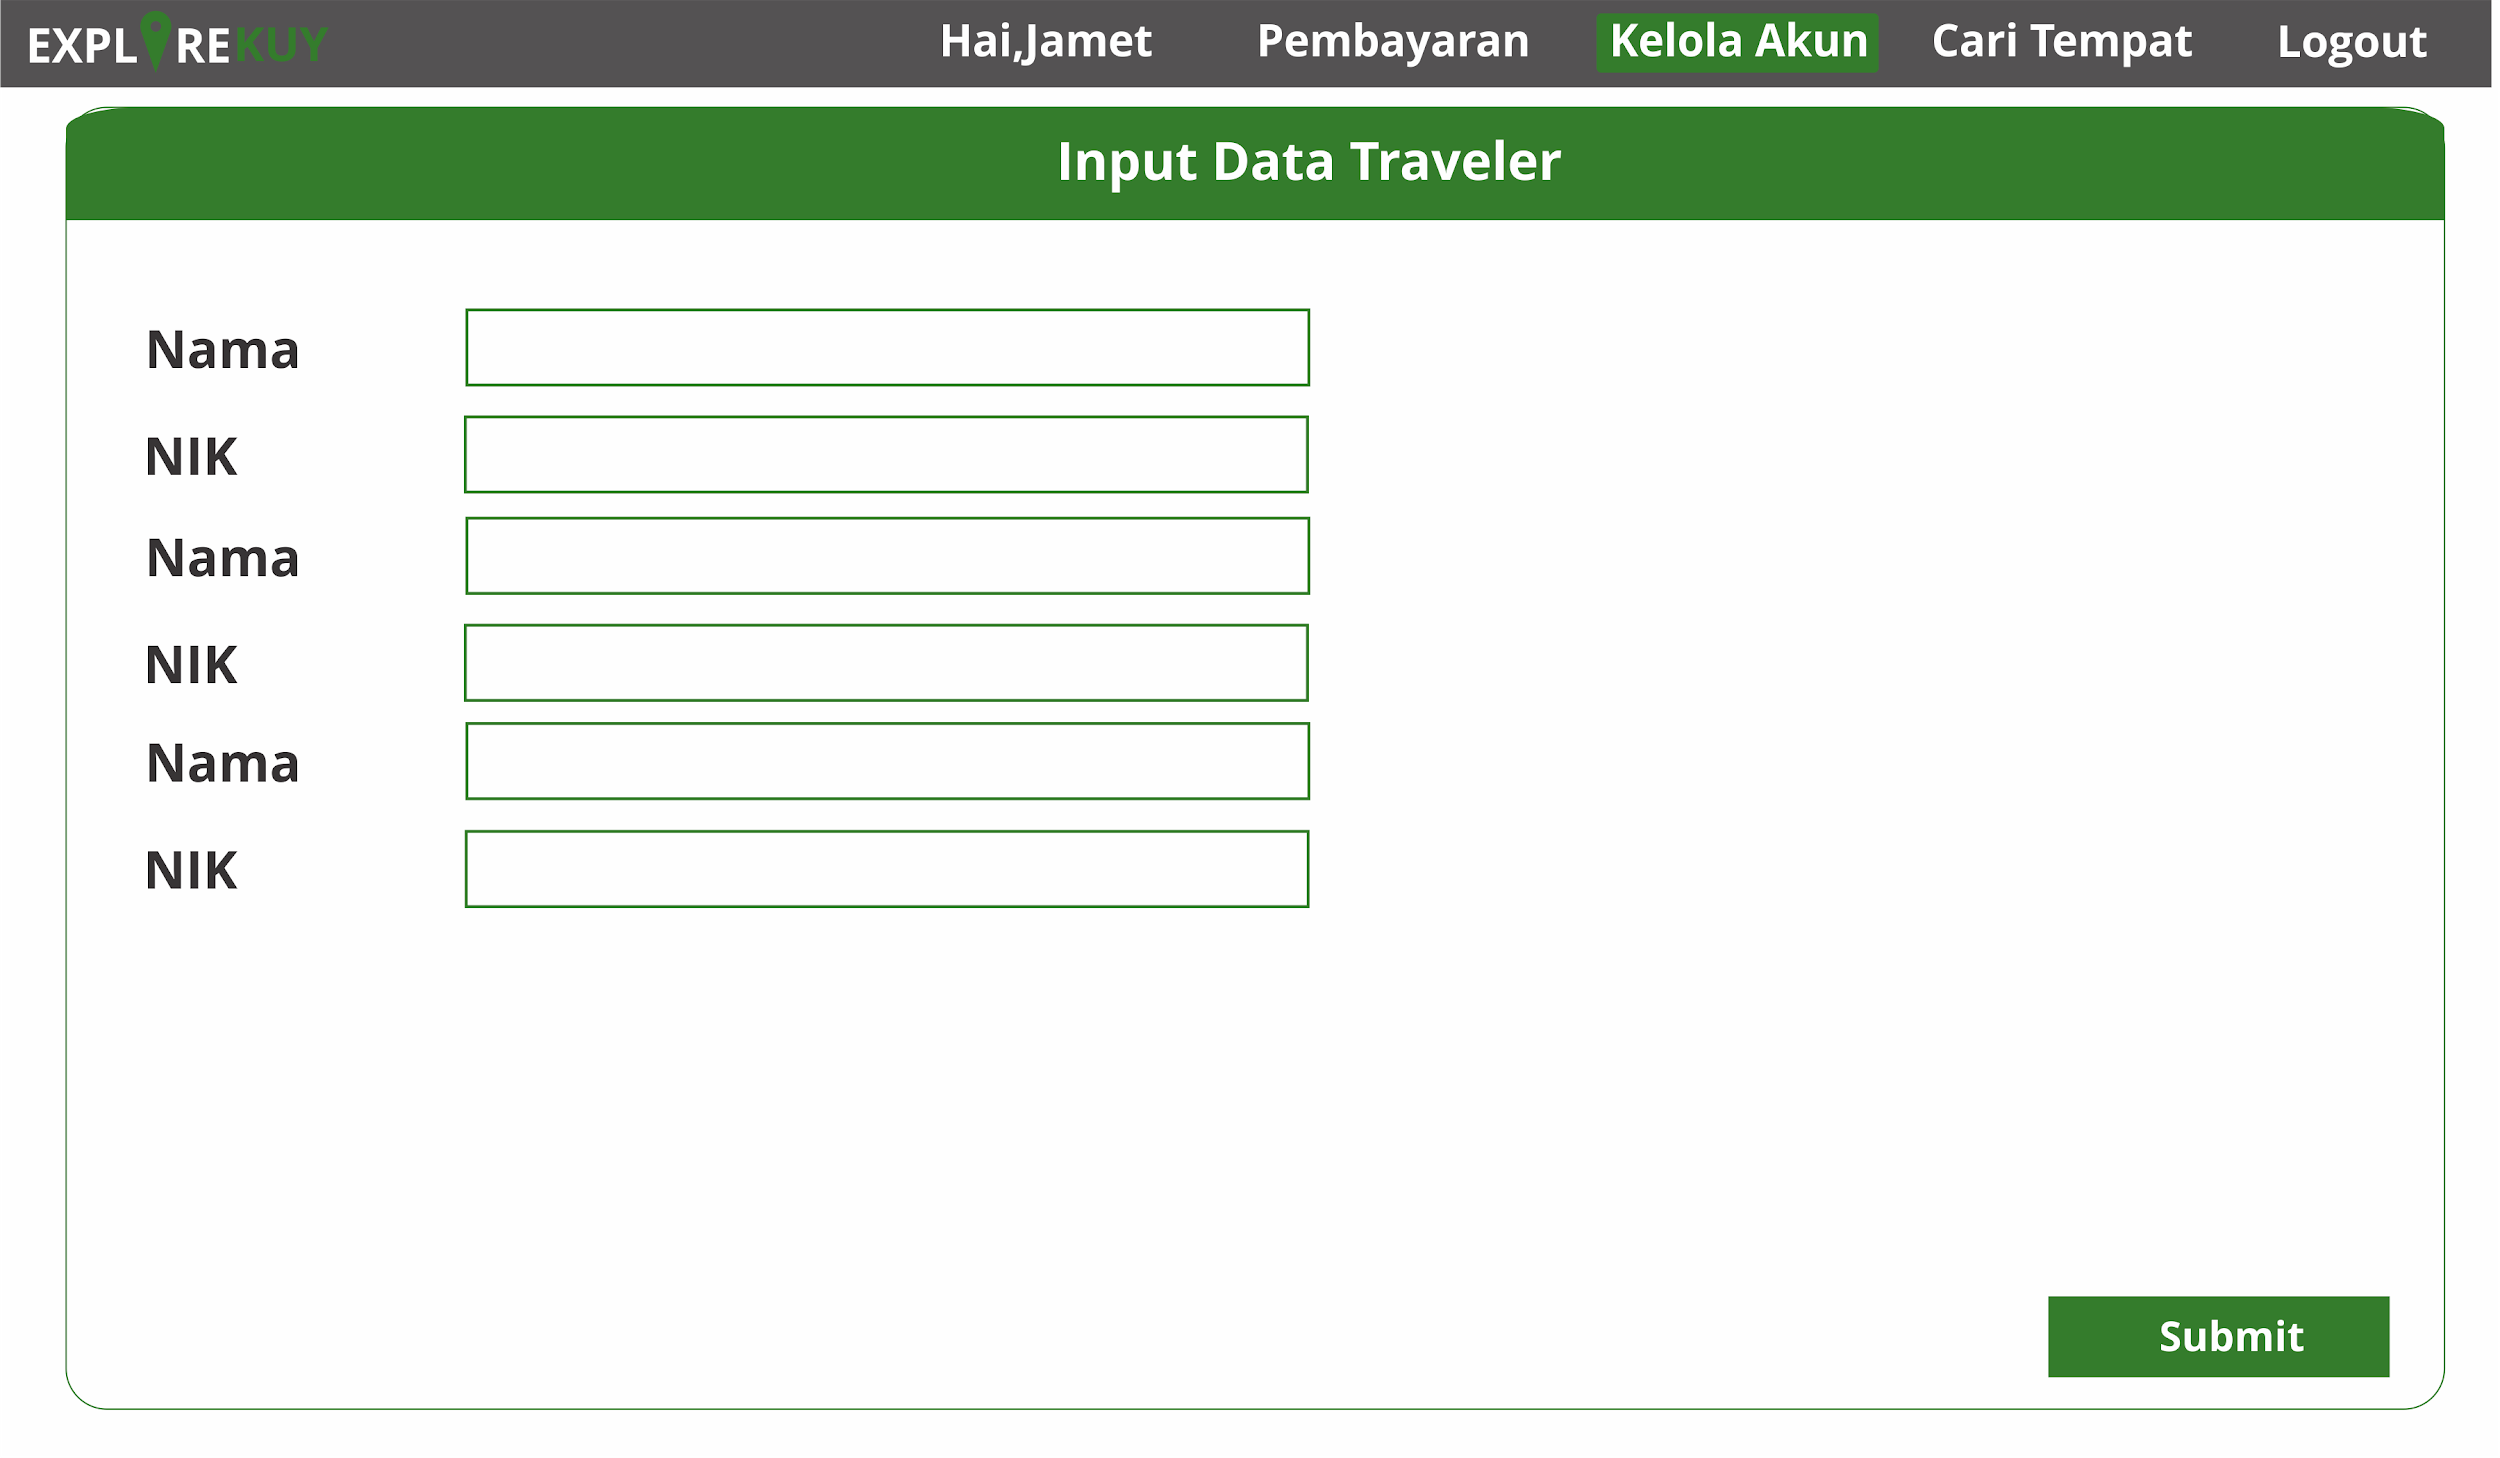 EXPLOREKUY Hai,Jamet Pembayaran Kelola Akun Cari Tempat Logout
Input Data Traveler
Nama
NIK
Nama
NIK
Nama
NIK
Submit